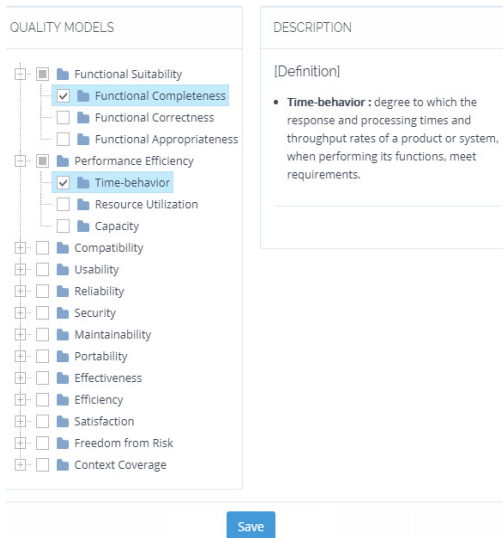 QUALITY MODELS
Functional Suitability
Functional Completeness
Functional Correctness
Functional Appropriateness
Performance Efficiency
Time-behavior
Resource Utilization
Capacity
Compatibility
Usability
Reliability
Security
Maintainability
Portability
Effectiveness
Efficiency
Satisfaction
Freedom from Risk
Context Coverage
DESCRIPTION
[Definition]
• Time-behavior : degree to which the
response and processing times and
throughput rates of a product or system,
when performing its functions, meet
requirements.
Save